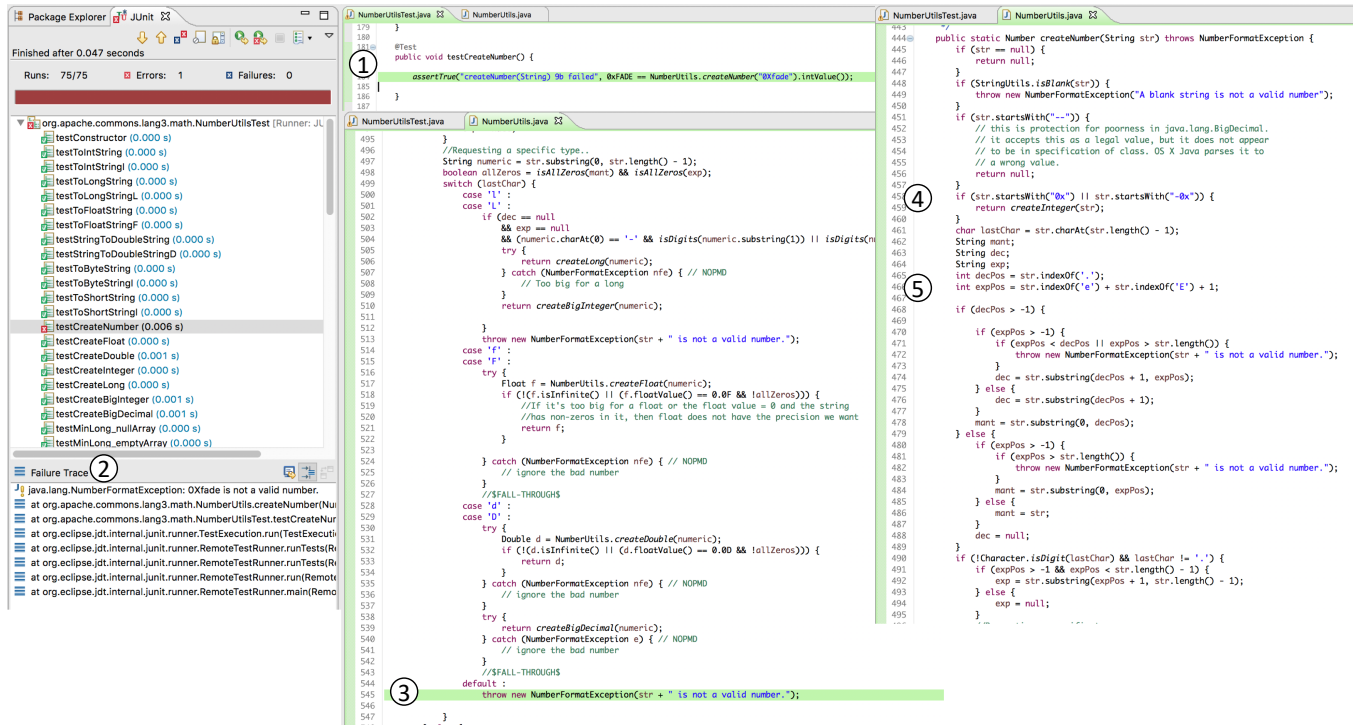 Package Explorer JUnit
Finished after 0.047 seconds
Runs: 75/75 Errors: 1 Failures: 0
org.apache.commons.lang3.math.NumberUtilsTest [Runner: JU
testConstructor (0.000 s)
testToIntString (0.000 s)
testToIntStringI (0.000 s)
testToLongString (0.000 s)
testToLongStringL (0.000 s)
testToFloatString (0.000 s)
testToFloatStringF (0.000 s)
testStringToDoubleString (0.000 s)
testStringToDoubleStringD (0.000 s)
testToByteString (0.000 s)
testToByteStringI (0.000 s)
testToShortString (0.000 s)
testToShortStringI (0.000 s)
testCreateNumber (0.006 s)
testCreateFloat (0.000 s)
testCreateDouble (0.001 s)
testCreateInteger (0.000 s)
testCreateLong (0.000 s)
testCreateBigInteger (0.001 s)
testCreateBigDecimal (0.001 s)
testMinLong_nullArray (0.000 s)
testMinLong_emptyArray (0.000 s)
Failure Trace 2
java.lang.NumberFormatException: 0Xfade is not a valid number.
at org.apache.commons.lang3.math.NumberUtils.createNumber(Nu
at org.apache.commons.lang3.math.NumberUtilsTest.testCreateNur
at org.eclipse.jdt.internal.junit.runner.TestExecution.run(TestExecuti
at org.eclipse.jdt.internal.junit.runner.RemoteTestRunner.runTests(R
at org.eclipse.jdt.internal.junit.runner.RemoteTestRunner.runTests(R
at org.eclipse.jdt.internal.junit.runner.RemoteTestRunner.run(Remote
at org.eclipse.jdt.internal.junit.runner.RemoteTestRunner.main(Remo
NumberUtilsTest.java NumberUtils.java
179 }
180
181 @Test
public void testCreateNumber() {
1
assertTrue("createNumber(String) 9b failed", 0xFADE == NumberUtils.createNumber("0Xfade").intValue());
185
186 }
187
NumberUtilsTest.java NumberUtils.java
495 }
496 //Requesting a specific type..
497 String numeric = str.substring(0, str.length() - 1);
498 boolean allZeros = isAllZeros(mant) && isAllZeros(exp);
499 switch (lastChar) {
500 case 'l' :
501 case 'L' :
502 if (dec == null
503 && exp == null
504 && (numeric.charAt(0) == '-' && isDigits(numeric.substring(1)) || isDigits(n
505 try {
506 return createLong(numeric);
507 } catch (NumberFormatException nfe) { // NOPMD
508 // Too big for a long
509 }
510 return createBigInteger(numeric);
511
512 }
513 throw new NumberFormatException(str + " is not a valid number.");
514 case 'f' :
515 case 'F' :
516 try {
517 Float f = NumberUtils.createFloat(numeric);
518 if (!(f.isInfinite() || (f.floatValue() == 0.0F && !allZeros))) {
519 //If it's too big for a float or the float value = 0 and the string
520 //has non-zeros in it, then float does not have the precision we want
521 return f;
522 }
523
524 } catch (NumberFormatException nfe) { // NOPMD
525 // ignore the bad number
526 }
527 //$FALL-THROUGH$
528 case 'd' :
529 case 'D' :
530 try {
531 Double d = NumberUtils.createDouble(numeric);
532 if (!(d.isInfinite() || (d.floatValue() == 0.0D && !allZeros))) {
533 return d;
534 }
535 } catch (NumberFormatException nfe) { // NOPMD
536 // ignore the bad number
537 }
538 try {
539 return createBigDecimal(numeric);
540 } catch (NumberFormatException e) { // NOPMD
541 // ignore the bad number
542 }
543 //$FALL-THROUGH$
544 default :
545 3 throw new NumberFormatException(str + " is not a valid number.");
546
547 }
NumberUtilsTest.java NumberUtils.java
443 */
444 public static Number createNumber(String str) throws NumberFormatException {
445 if (str == null) {
446 return null;
447 }
448 if (StringUtils.isBlank(str)) {
449 throw new NumberFormatException("A blank string is not a valid number");
450 }
451 if (str.startsWith("--")) {
452 // this is protection for poorness in java.lang.BigDecimal.
453 // it accepts this as a legal value, but it does not appear
454 // to be in specification of class. OS X Java parses it to
455 // a wrong value.
456 return null;
457 }
4 if (str.startsWith("0x") || str.startsWith("-0x")) {
return createInteger(str);
460 }
461 char lastChar = str.charAt(str.length() - 1);
462 String mant;
463 String dec;
464 String exp;
465 int decPos = str.indexOf('.');
5 int expPos = str.indexOf('e') + str.indexOf('E') + 1;
467
468 if (decPos > -1) {
469
470 if (expPos > -1) {
471 if (expPos < decPos || expPos > str.length()) {
472 throw new NumberFormatException(str + " is not a valid number.");
473 }
474 dec = str.substring(decPos + 1, expPos);
475 } else {
476 dec = str.substring(decPos + 1);
477 }
478 mant = str.substring(0, decPos);
479 } else {
480 if (expPos > -1) {
481 if (expPos > str.length()) {
482 throw new NumberFormatException(str + " is not a valid number.");
483 }
484 mant = str.substring(0, expPos);
485 } else {
486 mant = str;
487 }
488 dec = null;
489 }
490 if (!Character.isDigit(lastChar) && lastChar != '.') {
491 if (expPos > -1 && expPos < str.length() - 1) {
492 exp = str.substring(expPos + 1, str.length() - 1);
493 } else {
494 exp = null;
495 }